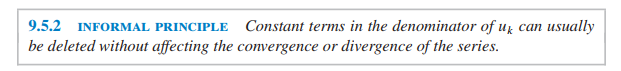 9.5.2 INFORMAL PRINCIPLE Constant terms in the denominator of uₖ can usually
be deleted without affecting the convergence or divergence of the series.